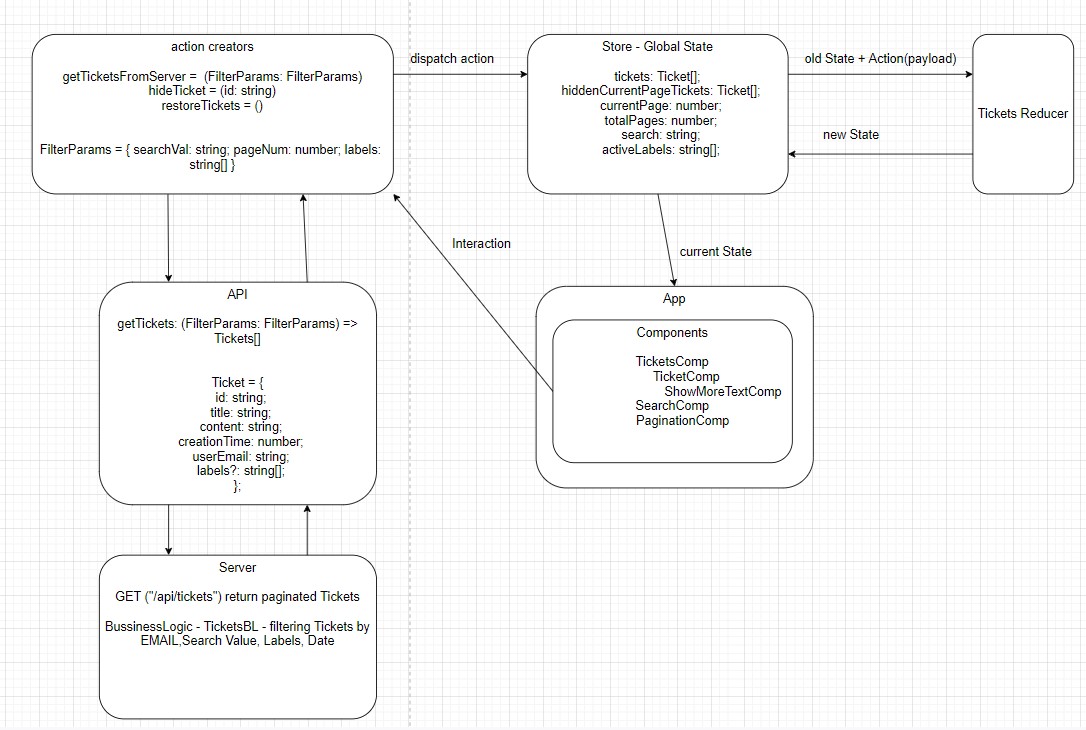 action creators
getTicketsFromServer = (FilterParams: FilterParams)
hideTicket = (id: string)
restoreTickets = ()
FilterParams = { searchVal: string; pageNum: number; labels:
string[] }
dispatch action
Store - Global State
tickets: Ticket[];
hiddenCurrentPageTickets: Ticket[];
currentPage: number;
totalPages: number;
search: string;
activeLabels: string[];
old State + Action(payload)
new State
Tickets Reducer
Interaction
current State
API
getTickets: (FilterParams: FilterParams) =>
Tickets[]
Ticket = {
id: string;
title: string;
content: string;
creationTime: number;
userEmail: string;
labels?: string[];
};
App
Components
TicketsComp
TicketComp
ShowMoreTextComp
SearchComp
PaginationComp
Server
GET ("/api/tickets") return paginated Tickets
BussinessLogic - TicketsBL - filtering Tickets by
EMAIL,Search Value, Labels, Date